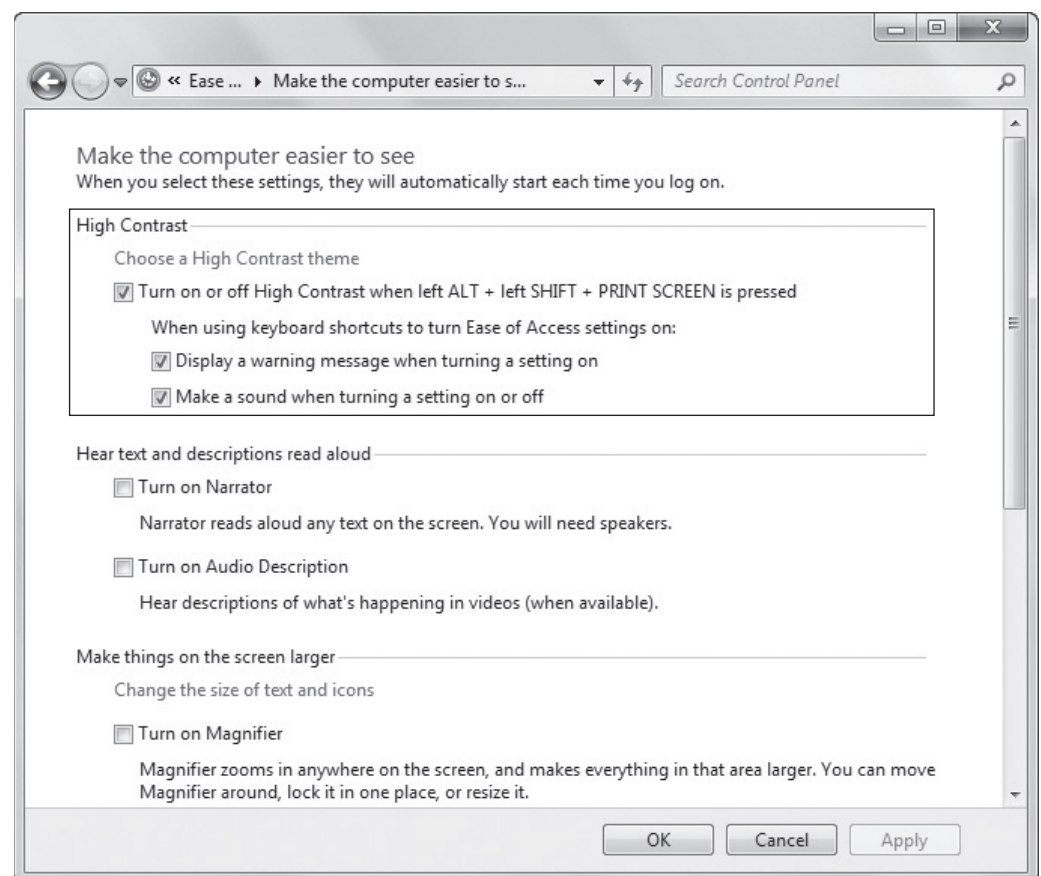 « Ease ... ▸ Make the computer easier to s...
Search Control Panel
Make the computer easier to see
When you select these settings, they will automatically start each time you log on.
High Contrast
Choose a High Contrast theme
Turn on or off High Contrast when left ALT + left SHIFT + PRINT SCREEN is pressed
When using keyboard shortcuts to turn Ease of Access settings on:
Display a warning message when turning a setting on
Make a sound when turning a setting on or off
Hear text and descriptions read aloud
Turn on Narrator
Narrator reads aloud any text on the screen. You will need speakers.
Turn on Audio Description
Hear descriptions of what's happening in videos (when available).
Make things on the screen larger
Change the size of text and icons
Turn on Magnifier
Magnifier zooms in anywhere on the screen, and makes everything in that area larger. You can move
Magnifier around, lock it in one place, or resize it.
OK Cancel Apply